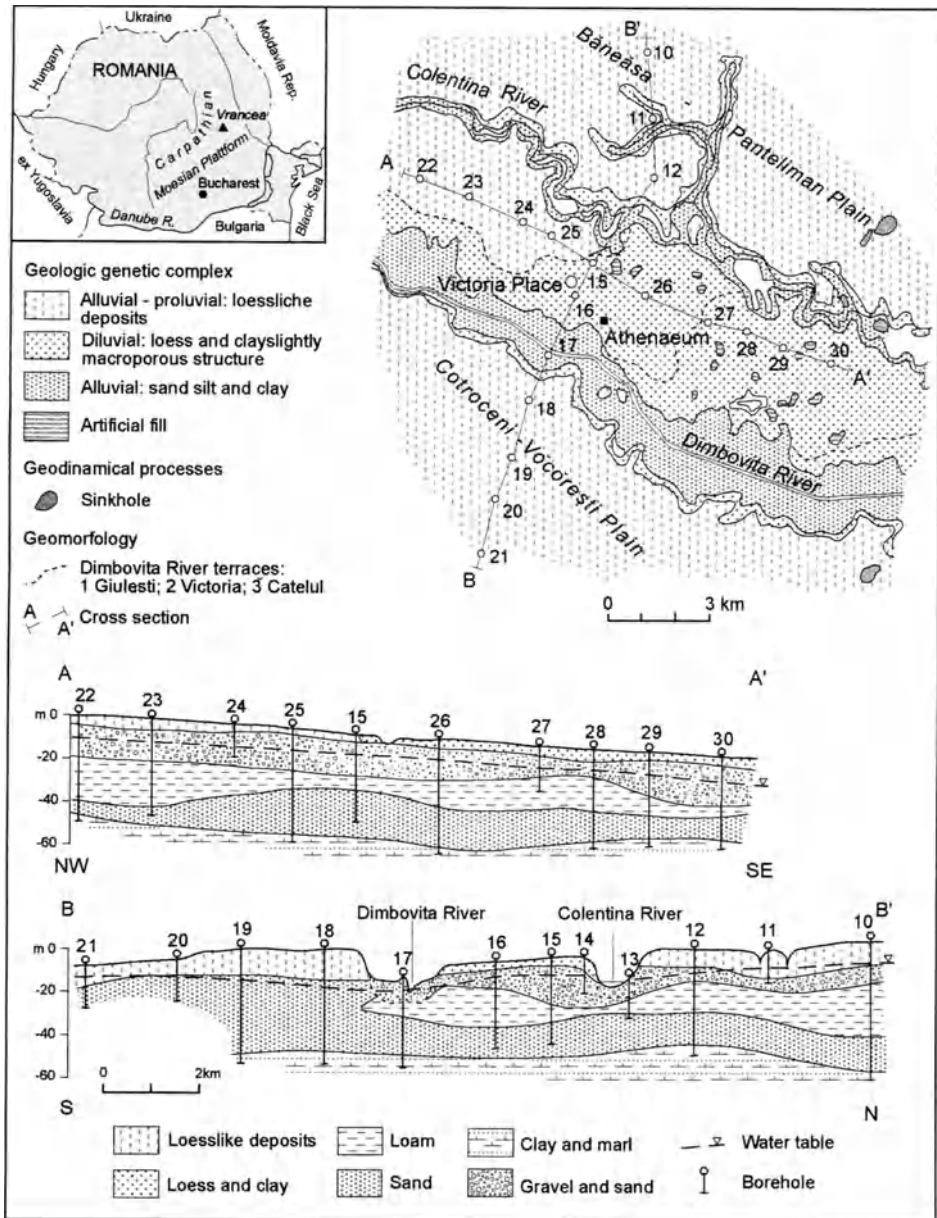 Ukraine
Hungary
Moldavia Rep.
ROMANIA
Carpathian
Vrancea
Moesian Plattform
Bucharest
ex Yugoslavia
Danube R.
Bulgaria
Black Sea
Geologic genetic complex
Alluvial - proluvial: loessliche
deposits
Diluvial: loess and clayslightly
macroporous structure
Alluvial: sand silt and clay
Artificial fill
Geodinamical processes
Sinkhole
Geomorfology
Dimbovita River terraces:
1 Giulesti; 2 Victoria; 3 Catelul
A
A'
Cross section
B'
10
Băneasa
Colentina River
11
Panteliman Plain
12
A
22
23
24
25
Victoria Place
15
16
26
Athenaeum
27
28
29
30
A'
17
18
Cotroceni - Vocoreşti Plain
Dimbovita River
19
20
21
B
0 3 km
A
A'
22 23 24 25 15 26 27 28 29 30
m 0
-20
-40
-60
NW
SE
B
Dimbovita River
Colentina River
B'
21 20 19 18 17 16 15 14 13 12 11 10
m 0
-20
-40
-60
0 2km
S
N
Loesslike deposits
Loam
Clay and marl
Water table
Loess and clay
Sand
Gravel and sand
Borehole